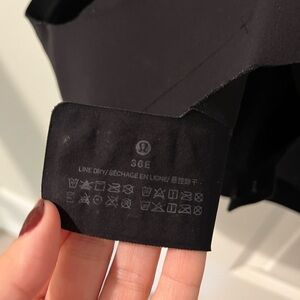 36E
LINE DRY/ SÉCHAGE EN LIGNE/